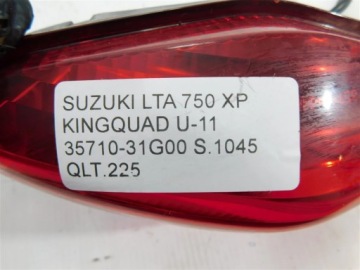 SUZUKI LTA 750 XP
KINGQUAD U-11
35710-31G00 S.1045
QLT.225